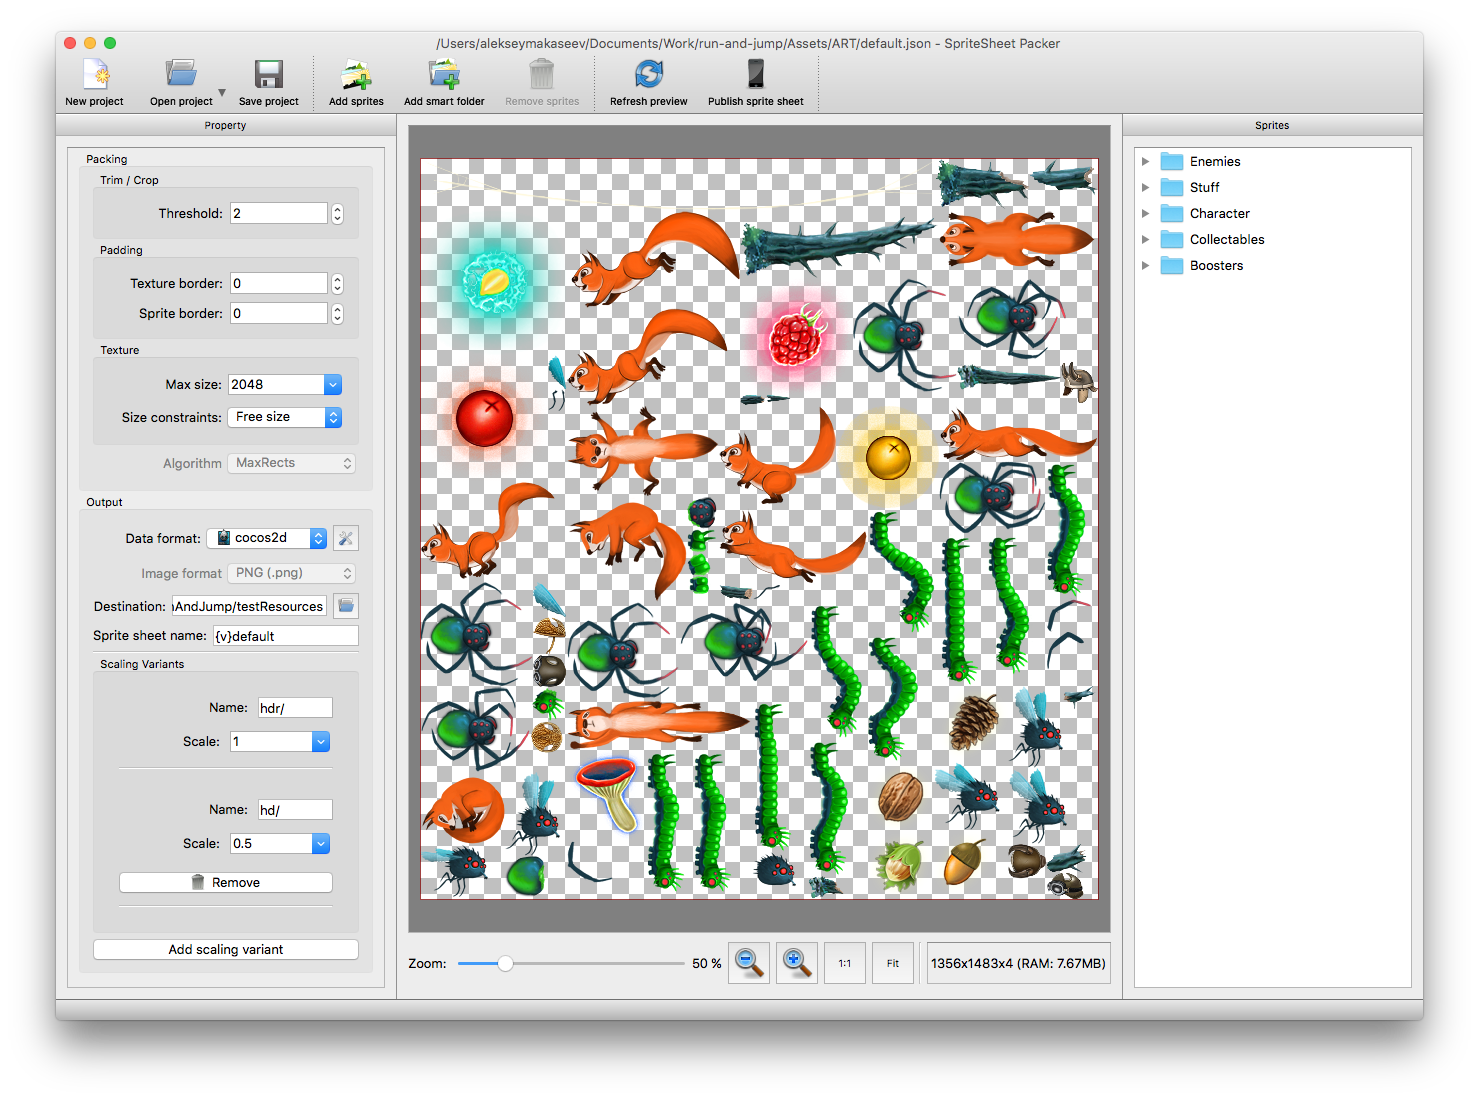 /Users/alekseymakaseev/Documents/Work/run-and-jump/Assets/ART/default.json - SpriteSheet Packer
New project
Open project
Save project
Add sprites
Add smart folder
Remove sprites
Refresh preview
Publish sprite sheet
Property
Sprites
Packing
Trim / Crop
Threshold: 2
Padding
Texture border: 0
Sprite border: 0
Texture
Max size: 2048
Size constraints: Free size
Algorithm MaxRects
Output
Data format: cocos2d
Image format PNG (.png)
Destination: AndJump/testResources
Sprite sheet name: {v}default
Scaling Variants
Name: hdr/
Scale: 1
Name: hd/
Scale: 0.5
Remove
Add scaling variant
Zoom: 50 %
1:1
Fit
1356x1483x4 (RAM: 7.67MB)
Enemies
Stuff
Character
Collectables
Boosters